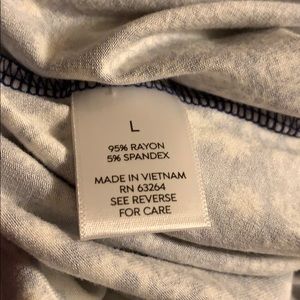 L
95% RAYON
5% SPANDEX
MADE IN VIETNAM
RN 63264
SEE REVERSE
FOR CARE